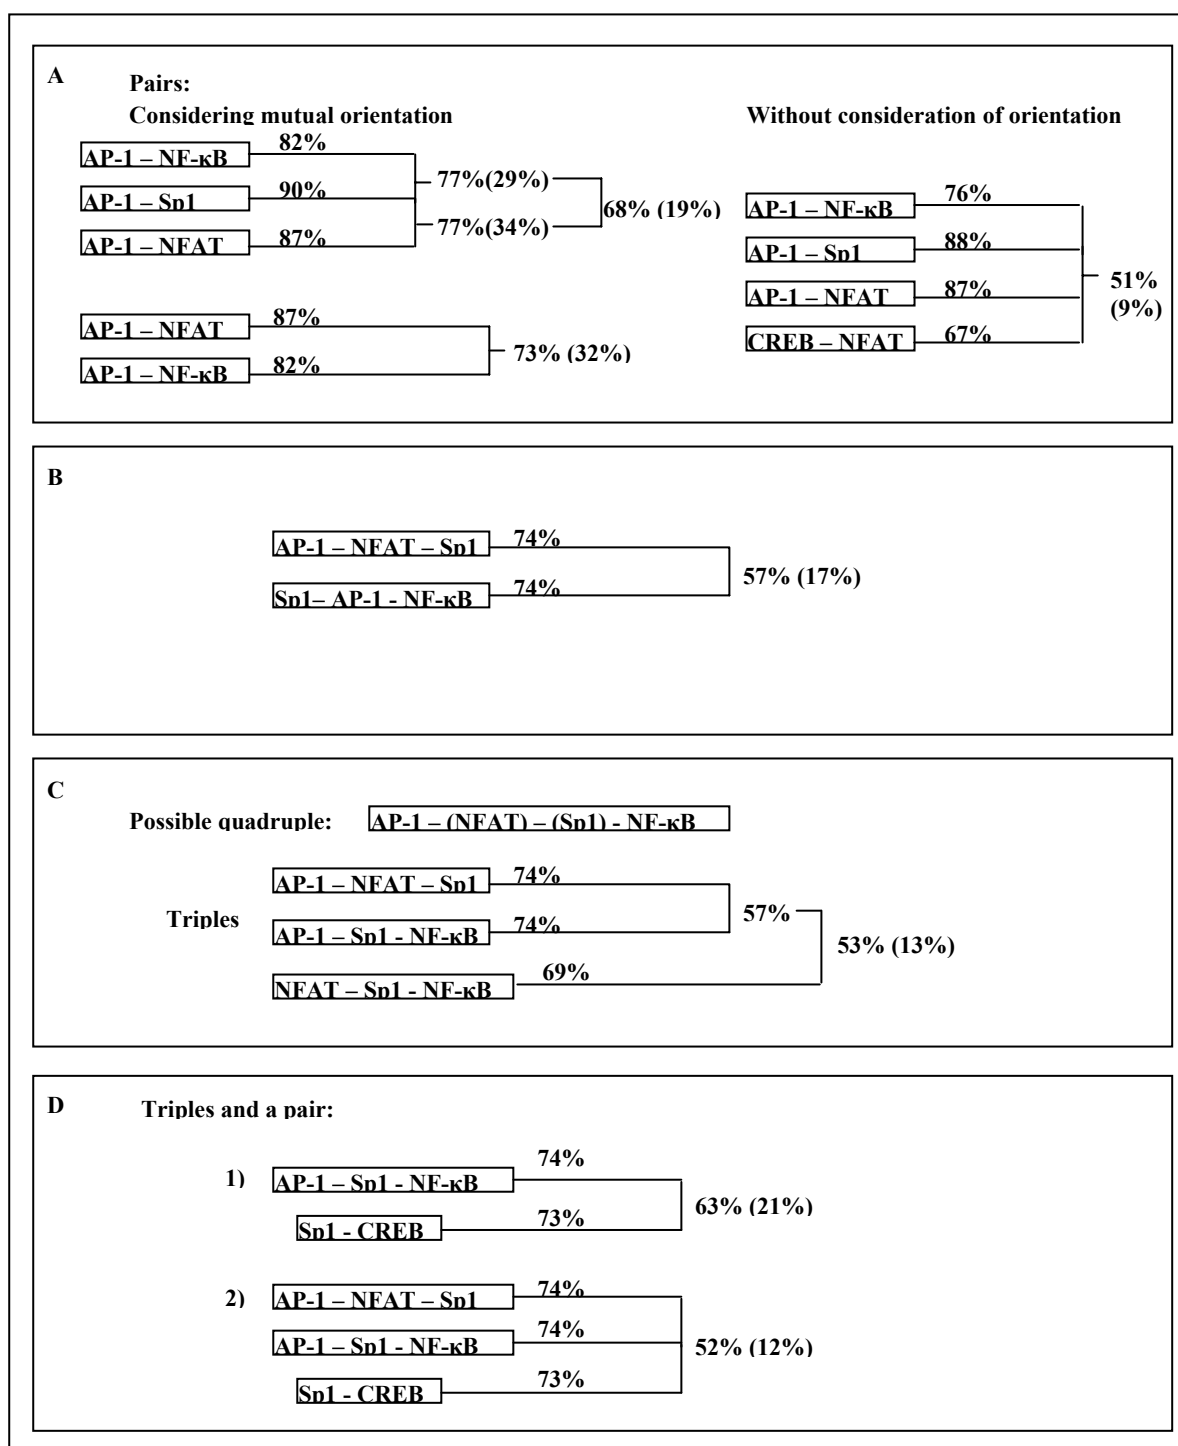 A
Pairs:
Considering mutual orientation
AP-1 – NF-κB 82%
AP-1 – Sp1 90%
AP-1 – NFAT 87%
77%(29%)
77%(34%)
68% (19%)
AP-1 – NFAT 87%
AP-1 – NF-κB 82%
73% (32%)
Without consideration of orientation
AP-1 – NF-κB 76%
AP-1 – Sp1 88%
AP-1 – NFAT 87%
CREB – NFAT 67%
51%
(9%)
B
AP-1 – NFAT – Sp1 74%
Sp1– AP-1 - NF-κB 74%
57% (17%)
C
Possible quadruple: AP-1 – (NFAT) – (Sp1) - NF-κB
Triples
AP-1 – NFAT – Sp1 74%
AP-1 – Sp1 - NF-κB 74%
57%
NFAT – Sp1 - NF-κB 69%
53% (13%)
D
Triples and a pair:
1) AP-1 – Sp1 - NF-κB 74%
Sp1 - CREB 73%
63% (21%)
2) AP-1 – NFAT – Sp1 74%
AP-1 – Sp1 - NF-κB 74%
Sp1 - CREB 73%
52% (12%)